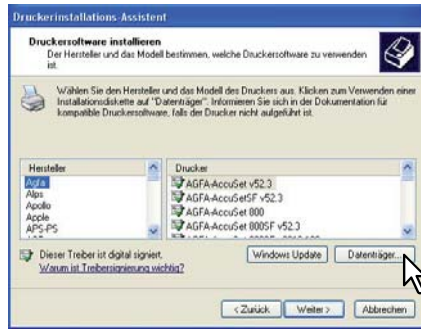 Druckerinstallations-Assistent
Druckersoftware installieren
Der Hersteller und das Modell bestimmen, welche Druckersoftware zu verwenden
ist.
Wählen Sie den Hersteller und das Modell des Druckers aus. Klicken zum Verwenden einer
Installationsdiskette auf "Datenträger". Informieren Sie sich in der Dokumentation für
kompatible Druckersoftware, falls der Drucker nicht aufgeführt ist.
Hersteller
Agfa
Alps
Apollo
Apple
APS-PS
Drucker
AGFA-AccuSet v52.3
AGFA-AccuSetSF v52.3
AGFA-AccuSet 800
AGFA-AccuSet 800SF v52.3
Dieser Treiber ist digital signiert.
Warum ist Treibersignierung wichtig?
Windows Update
Datenträger...
< Zurück
Weiter >
Abbrechen